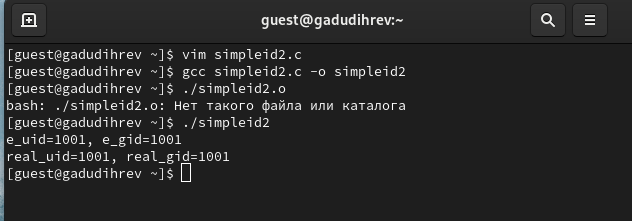 guest@gadudihrev:~
[guest@gadudihrev ~]$ vim simpleid2.c
[guest@gadudihrev ~]$ gcc simpleid2.c -o simpleid2
[guest@gadudihrev ~]$ ./simpleid2.o
bash: ./simpleid2.o: Нет такого файла или каталога
[guest@gadudihrev ~]$ ./simpleid2
e_uid=1001, e_gid=1001
real_uid=1001, real_gid=1001
[guest@gadudihrev ~]$